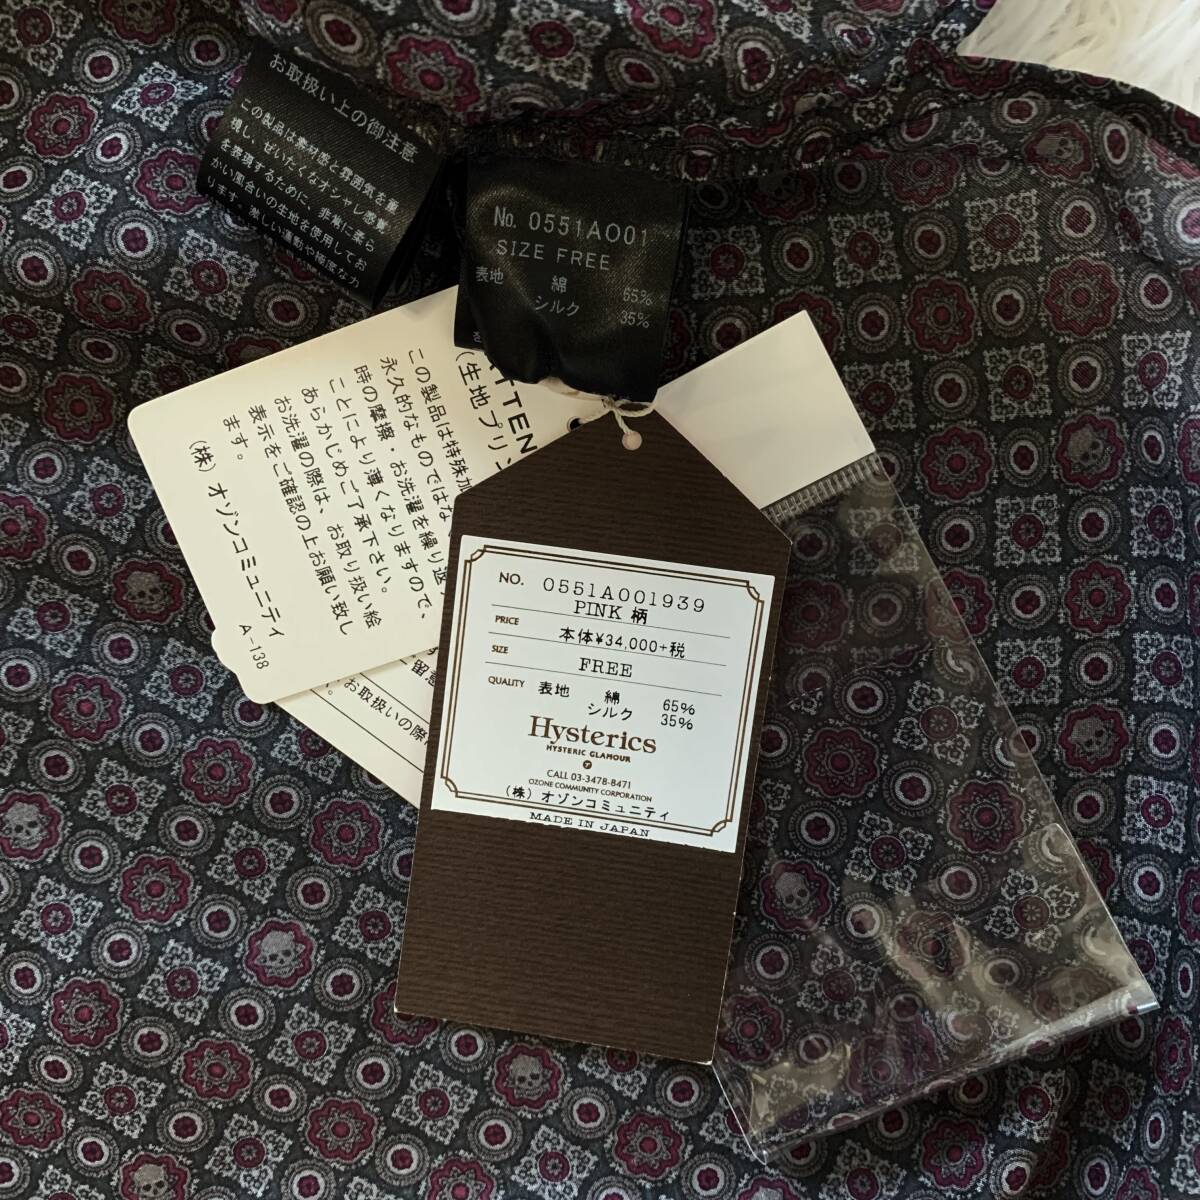 お取扱い上の御注意
この製品は素材感と雰囲気を重
視し、ぜいたくなオシャレ感覚
を表現するために、非常に柔ら
かい風合いの生地を使用してお
ります。激しい運動や極度な力
No. 0551AO01
SIZE FREE
表地 綿 65%
シルク 35%
TTEN
(生地プリン
この製品は特殊加
永久的なものではな
時の摩擦・お洗濯を繰り返
ことにより薄くなりますので、
あらかじめご了承下さい。
お洗濯の際は、お取り扱い絵
表示をご確認の上お願い致し
ます。
(株) オゾンコミュニティ
A-138
ご留意
お取扱いの際
NO. 0551A001939
PINK 柄
PRICE 本体¥34,000+税
SIZE FREE
QUALITY 表地 綿 65%
シルク 35%
Hysterics
HYSTERIC GLAMOUR
CALL 03-3478-8471
OZONE COMMUNITY CORPORATION
(株) オゾンコミュニティ
MADE IN JAPAN